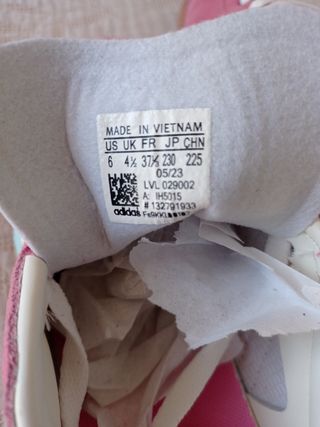 MADE IN VIETNAM
US UK FR JP CHN
6 4½ 37⅓ 230 225
05/23
LVL 029002
A: IH5015
# 132791933
adidas